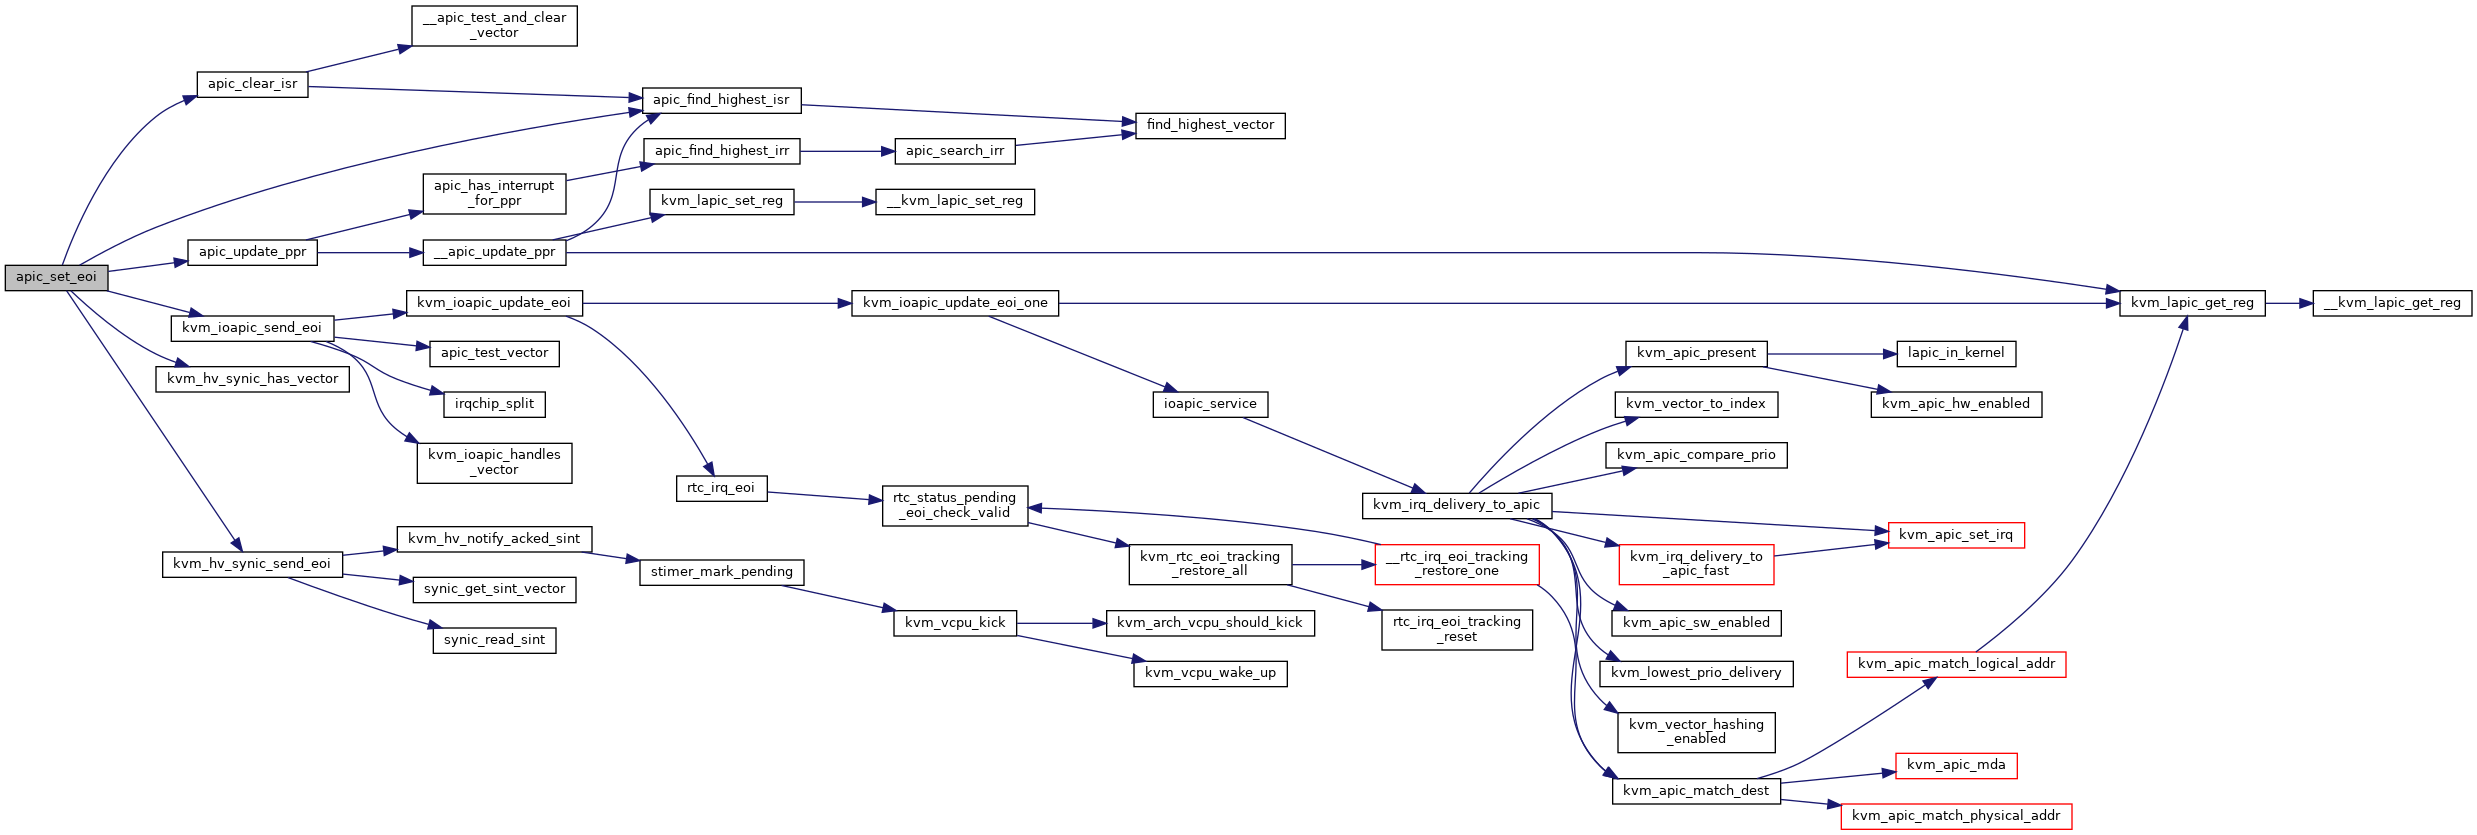 __apic_test_and_clear
_vector
apic_clear_isr
apic_find_highest_isr
find_highest_vector
apic_find_highest_irr
apic_search_irr
apic_has_interrupt
_for_ppr
kvm_lapic_set_reg
__kvm_lapic_set_reg
apic_update_ppr
__apic_update_ppr
apic_set_eoi
kvm_ioapic_update_eoi
kvm_ioapic_update_eoi_one
kvm_lapic_get_reg
__kvm_lapic_get_reg
kvm_ioapic_send_eoi
apic_test_vector
kvm_apic_present
lapic_in_kernel
kvm_hv_synic_has_vector
irqchip_split
ioapic_service
kvm_vector_to_index
kvm_apic_hw_enabled
kvm_ioapic_handles
_vector
kvm_apic_compare_prio
rtc_irq_eoi
rtc_status_pending
_eoi_check_valid
kvm_irq_delivery_to_apic
kvm_apic_set_irq
kvm_hv_notify_acked_sint
kvm_hv_synic_send_eoi
stimer_mark_pending
kvm_rtc_eoi_tracking
_restore_all
__rtc_irq_eoi_tracking
_restore_one
kvm_irq_delivery_to
_apic_fast
synic_get_sint_vector
kvm_vcpu_kick
kvm_arch_vcpu_should_kick
rtc_irq_eoi_tracking
_reset
kvm_apic_sw_enabled
synic_read_sint
kvm_vcpu_wake_up
kvm_lowest_prio_delivery
kvm_apic_match_logical_addr
kvm_vector_hashing
_enabled
kvm_apic_mda
kvm_apic_match_dest
kvm_apic_match_physical_addr